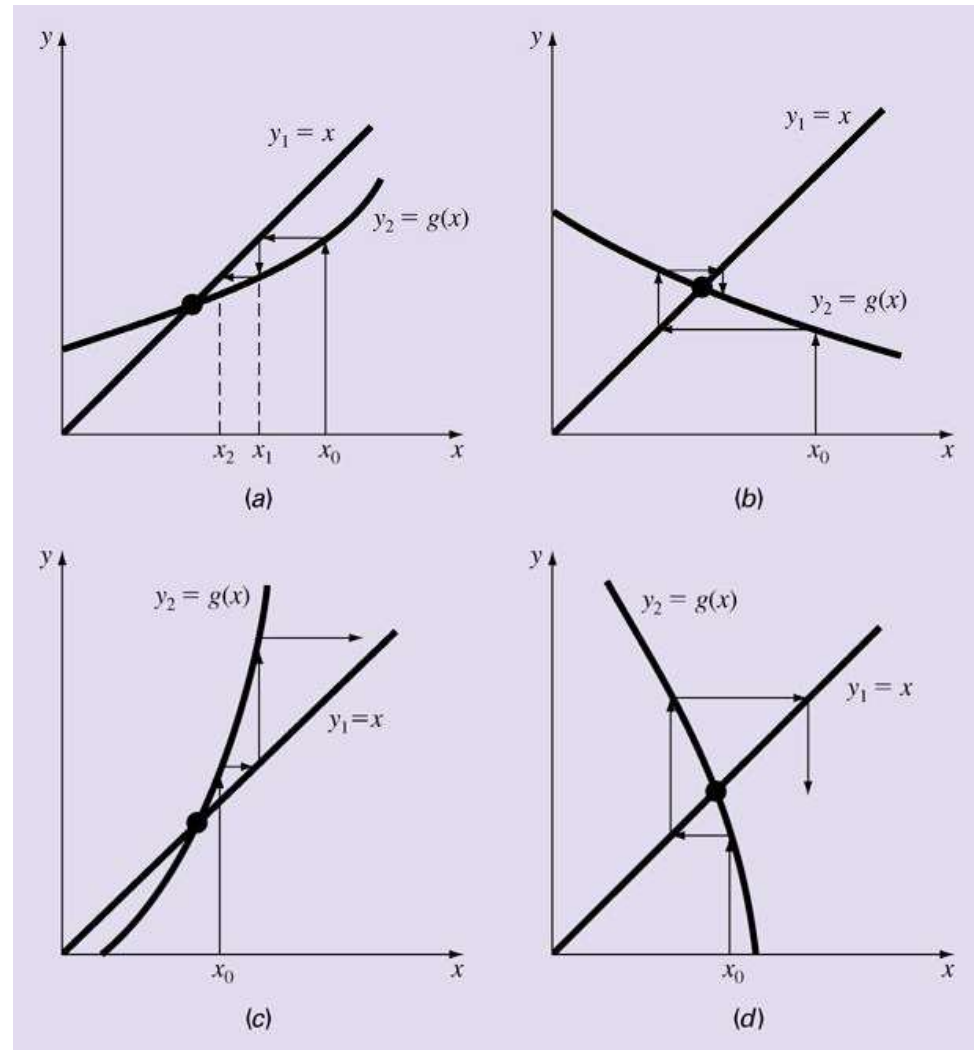 y
y₁ = x
y₂ = g(x)
x₂ x₁ x₀ x
(a)
y
y₁ = x
y₂ = g(x)
x₀ x
(b)
y
y₂ = g(x)
y₁=x
x₀ x
(c)
y
y₂ = g(x)
y₁ = x
x₀ x
(d)